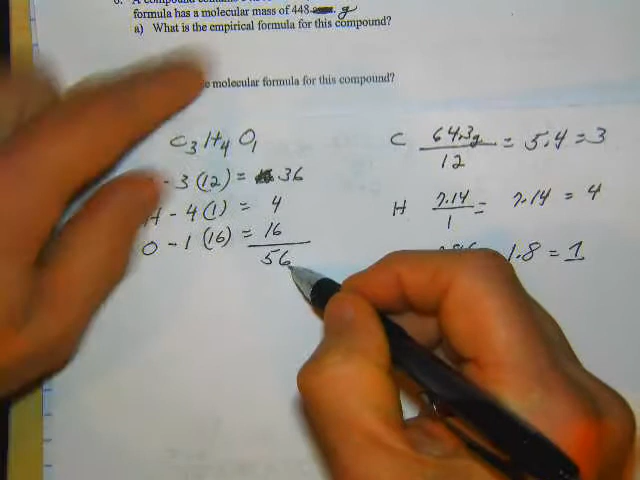 formula has a molecular mass of 448 g
a) What is the empirical formula for this compound?
molecular formula for this compound?
C3H4O1
- 3 (12) = 36
H - 4 (1) = 4
O - 1 (16) = 16
56
C 64.3g / 12 = 5.4 = 3
H 7.14 / 1 = 7.14 = 4
1.8 = 1